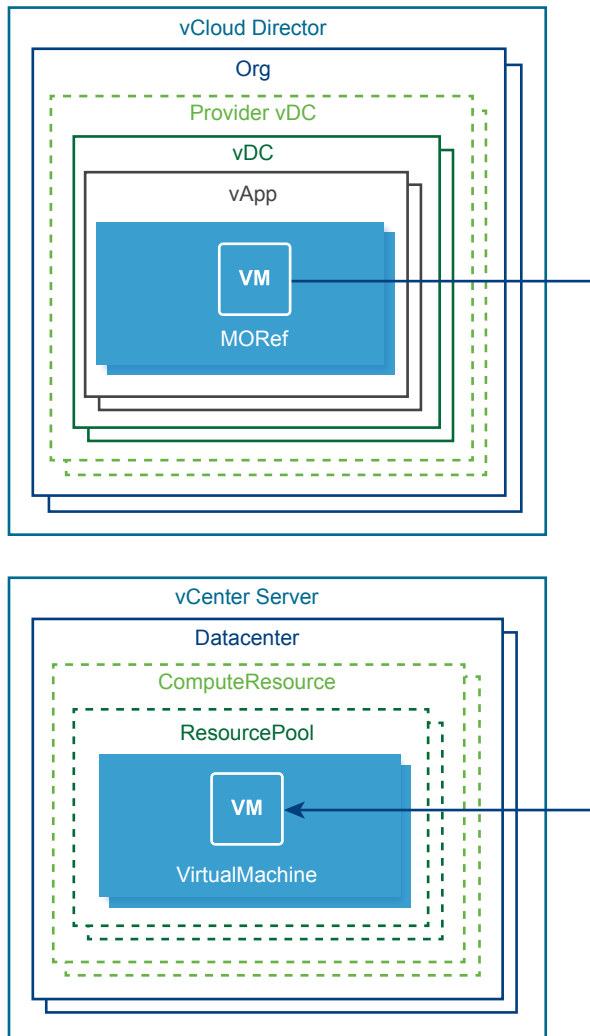 vCloud Director
Org
Provider vDC
vDC
vApp
VM
MORef
vCenter Server
Datacenter
ComputeResource
ResourcePool
VM
VirtualMachine